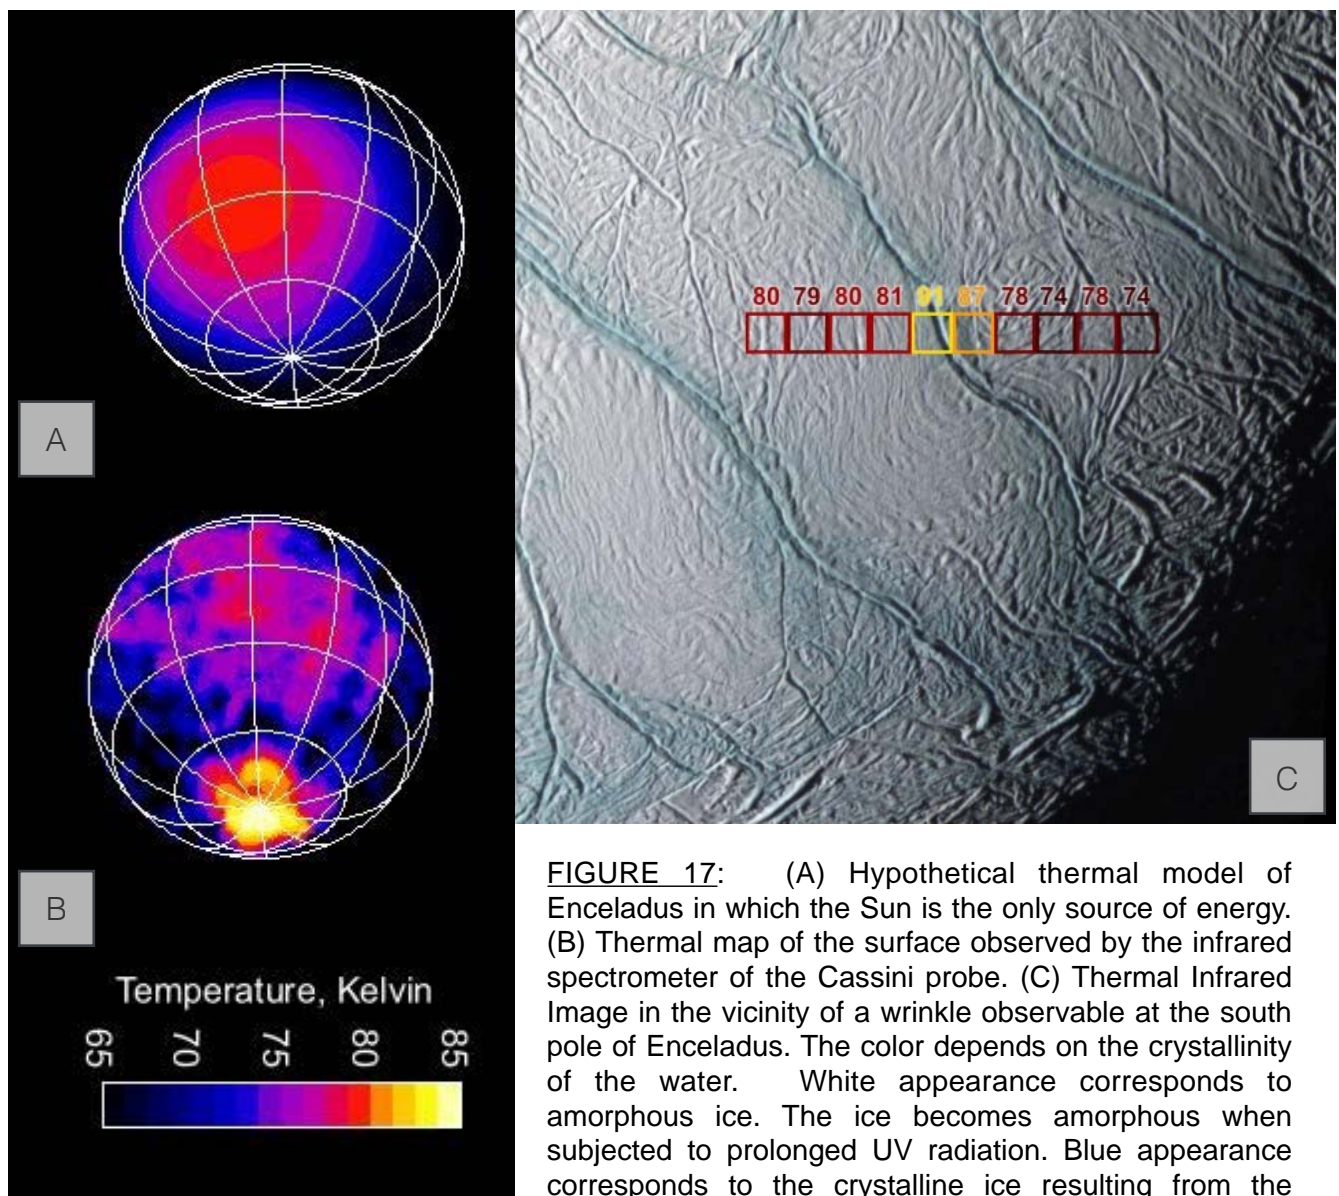 A
80 79 80 81 91 87 78 74 78 74
C
B
Temperature, Kelvin
65 70 75 80 85
FIGURE 17: (A) Hypothetical thermal model of
Enceladus in which the Sun is the only source of energy.
(B) Thermal map of the surface observed by the infrared
spectrometer of the Cassini probe. (C) Thermal Infrared
Image in the vicinity of a wrinkle observable at the south
pole of Enceladus. The color depends on the crystallinity
of the water. White appearance corresponds to
amorphous ice. The ice becomes amorphous when
subjected to prolonged UV radiation. Blue appearance
corresponds to the crystalline ice resulting from the